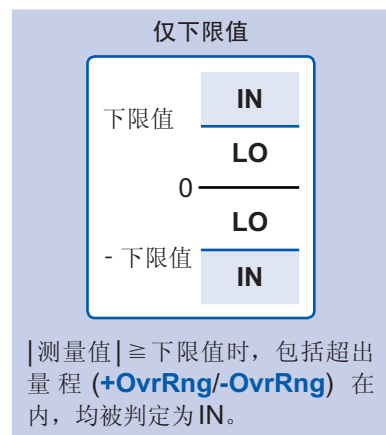 仅下限值
IN
下限值
LO
0
LO
- 下限值
IN
|测量值|≧下限值时，包括超出
量程 (+OvrRng/-OvrRng) 在
内，均被判定为IN。